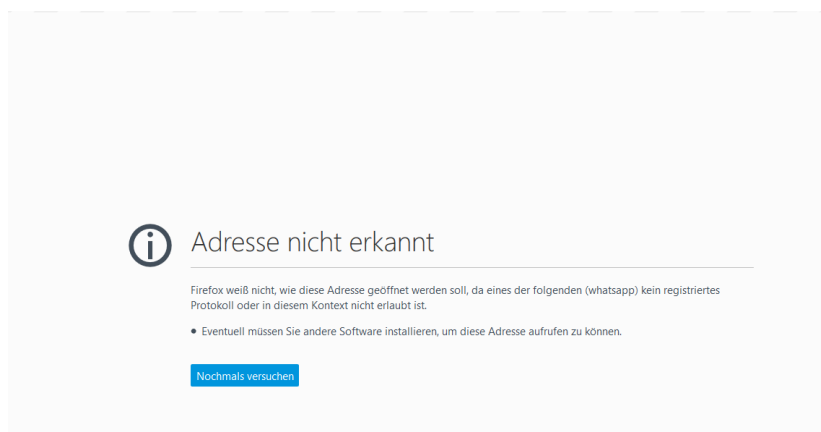 Adresse nicht erkannt
Firefox weiß nicht, wie diese Adresse geöffnet werden soll, da eines der folgenden (whatsapp) kein registriertes
Protokoll oder in diesem Kontext nicht erlaubt ist.
• Eventuell müssen Sie andere Software installieren, um diese Adresse aufrufen zu können.
Nochmals versuchen